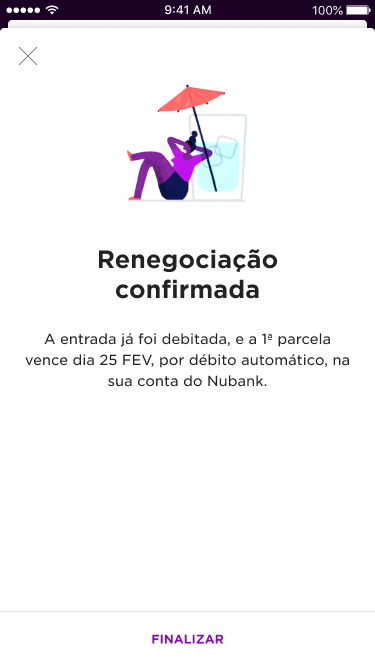 9:41 AM 100%
Renegociação
confirmada
A entrada já foi debitada, e a 1ª parcela
vence dia 25 FEV, por débito automático, na
sua conta do Nubank.
FINALIZAR